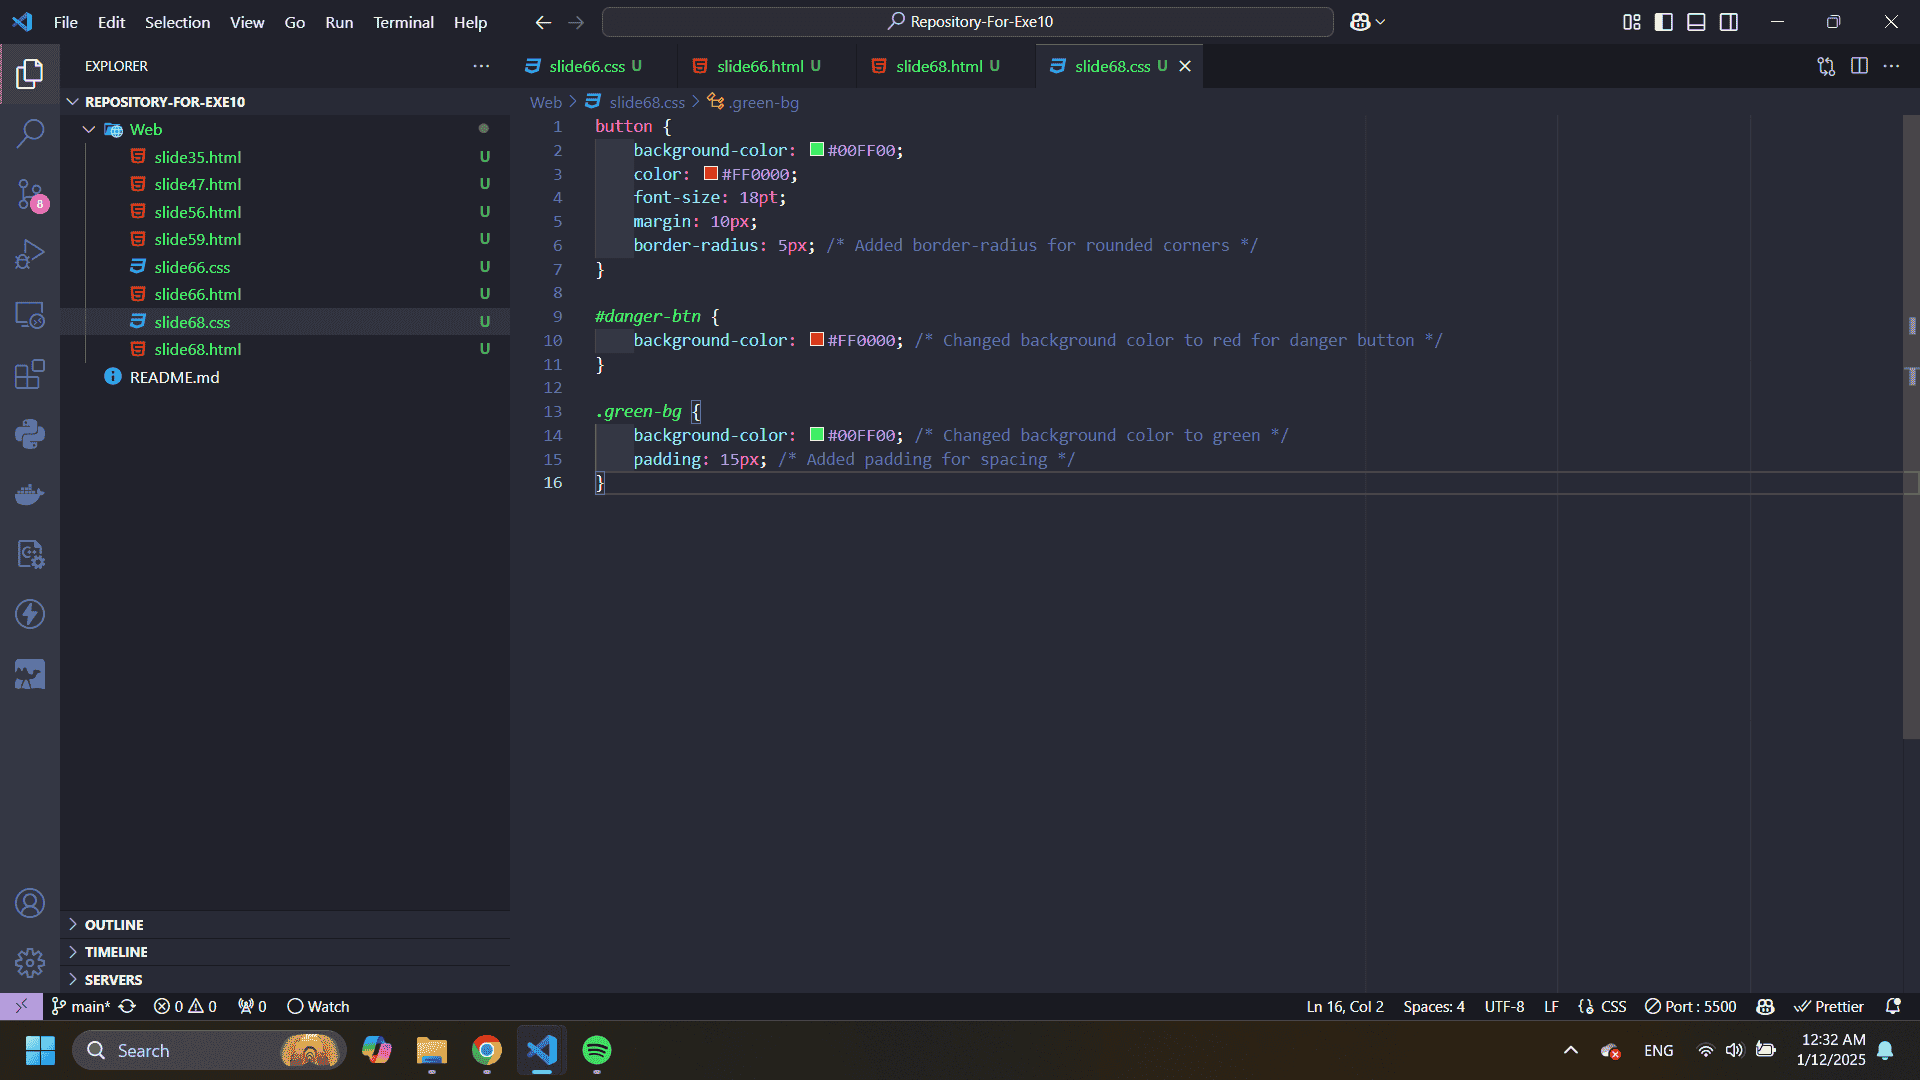 File Edit Selection View Go Run Terminal Help
Repository-For-Exe10
EXPLORER
REPOSITORY-FOR-EXE10
Web
slide35.html U
slide47.html U
slide56.html U
slide59.html U
slide66.css U
slide66.html U
slide68.css U
slide68.html U
README.md
8
OUTLINE
TIMELINE
SERVERS
slide66.css U slide66.html U slide68.html U slide68.css U
Web > slide68.css > .green-bg
1 button {
2 background-color: #00FF00;
3 color: #FF0000;
4 font-size: 18pt;
5 margin: 10px;
6 border-radius: 5px; /* Added border-radius for rounded corners */
7 }
8
9 #danger-btn {
10 background-color: #FF0000; /* Changed background color to red for danger button */
11 }
12
13 .green-bg {
14 background-color: #00FF00; /* Changed background color to green */
15 padding: 15px; /* Added padding for spacing */
16 }
main* 0 0 0 Watch Ln 16, Col 2 Spaces: 4 UTF-8 LF {} CSS Port : 5500 Prettier
Search ENG 12:32 AM
1/12/2025